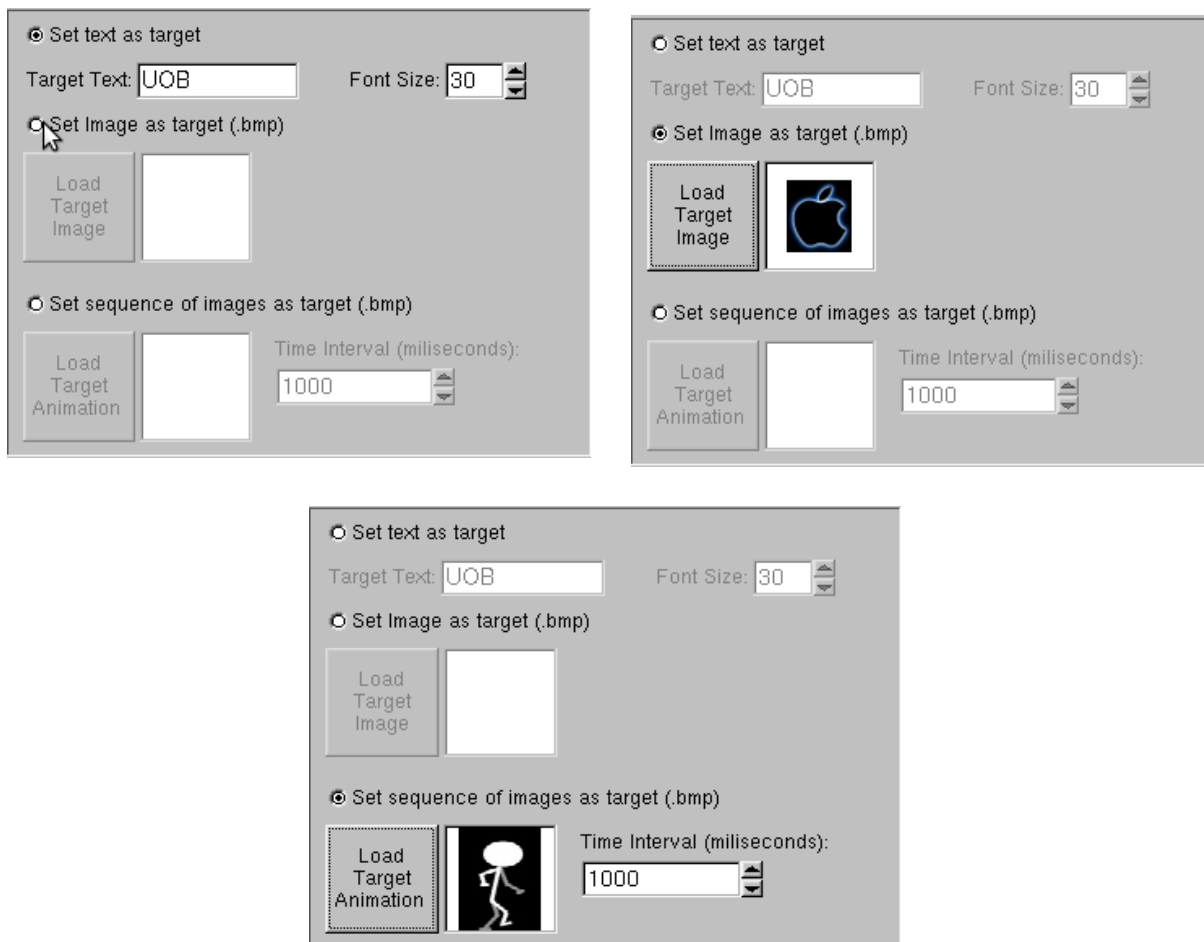 Set text as target
Target Text: UOB Font Size: 30
Set Image as target (.bmp)
Load
Target
Image
Set sequence of images as target (.bmp)
Load
Target
Animation
Time Interval (miliseconds):
1000
Set text as target
Target Text: UOB Font Size: 30
Set Image as target (.bmp)
Load
Target
Image
Set sequence of images as target (.bmp)
Load
Target
Animation
Time Interval (miliseconds):
1000
Set text as target
Target Text: UOB Font Size: 30
Set Image as target (.bmp)
Load
Target
Image
Set sequence of images as target (.bmp)
Load
Target
Animation
Time Interval (miliseconds):
1000